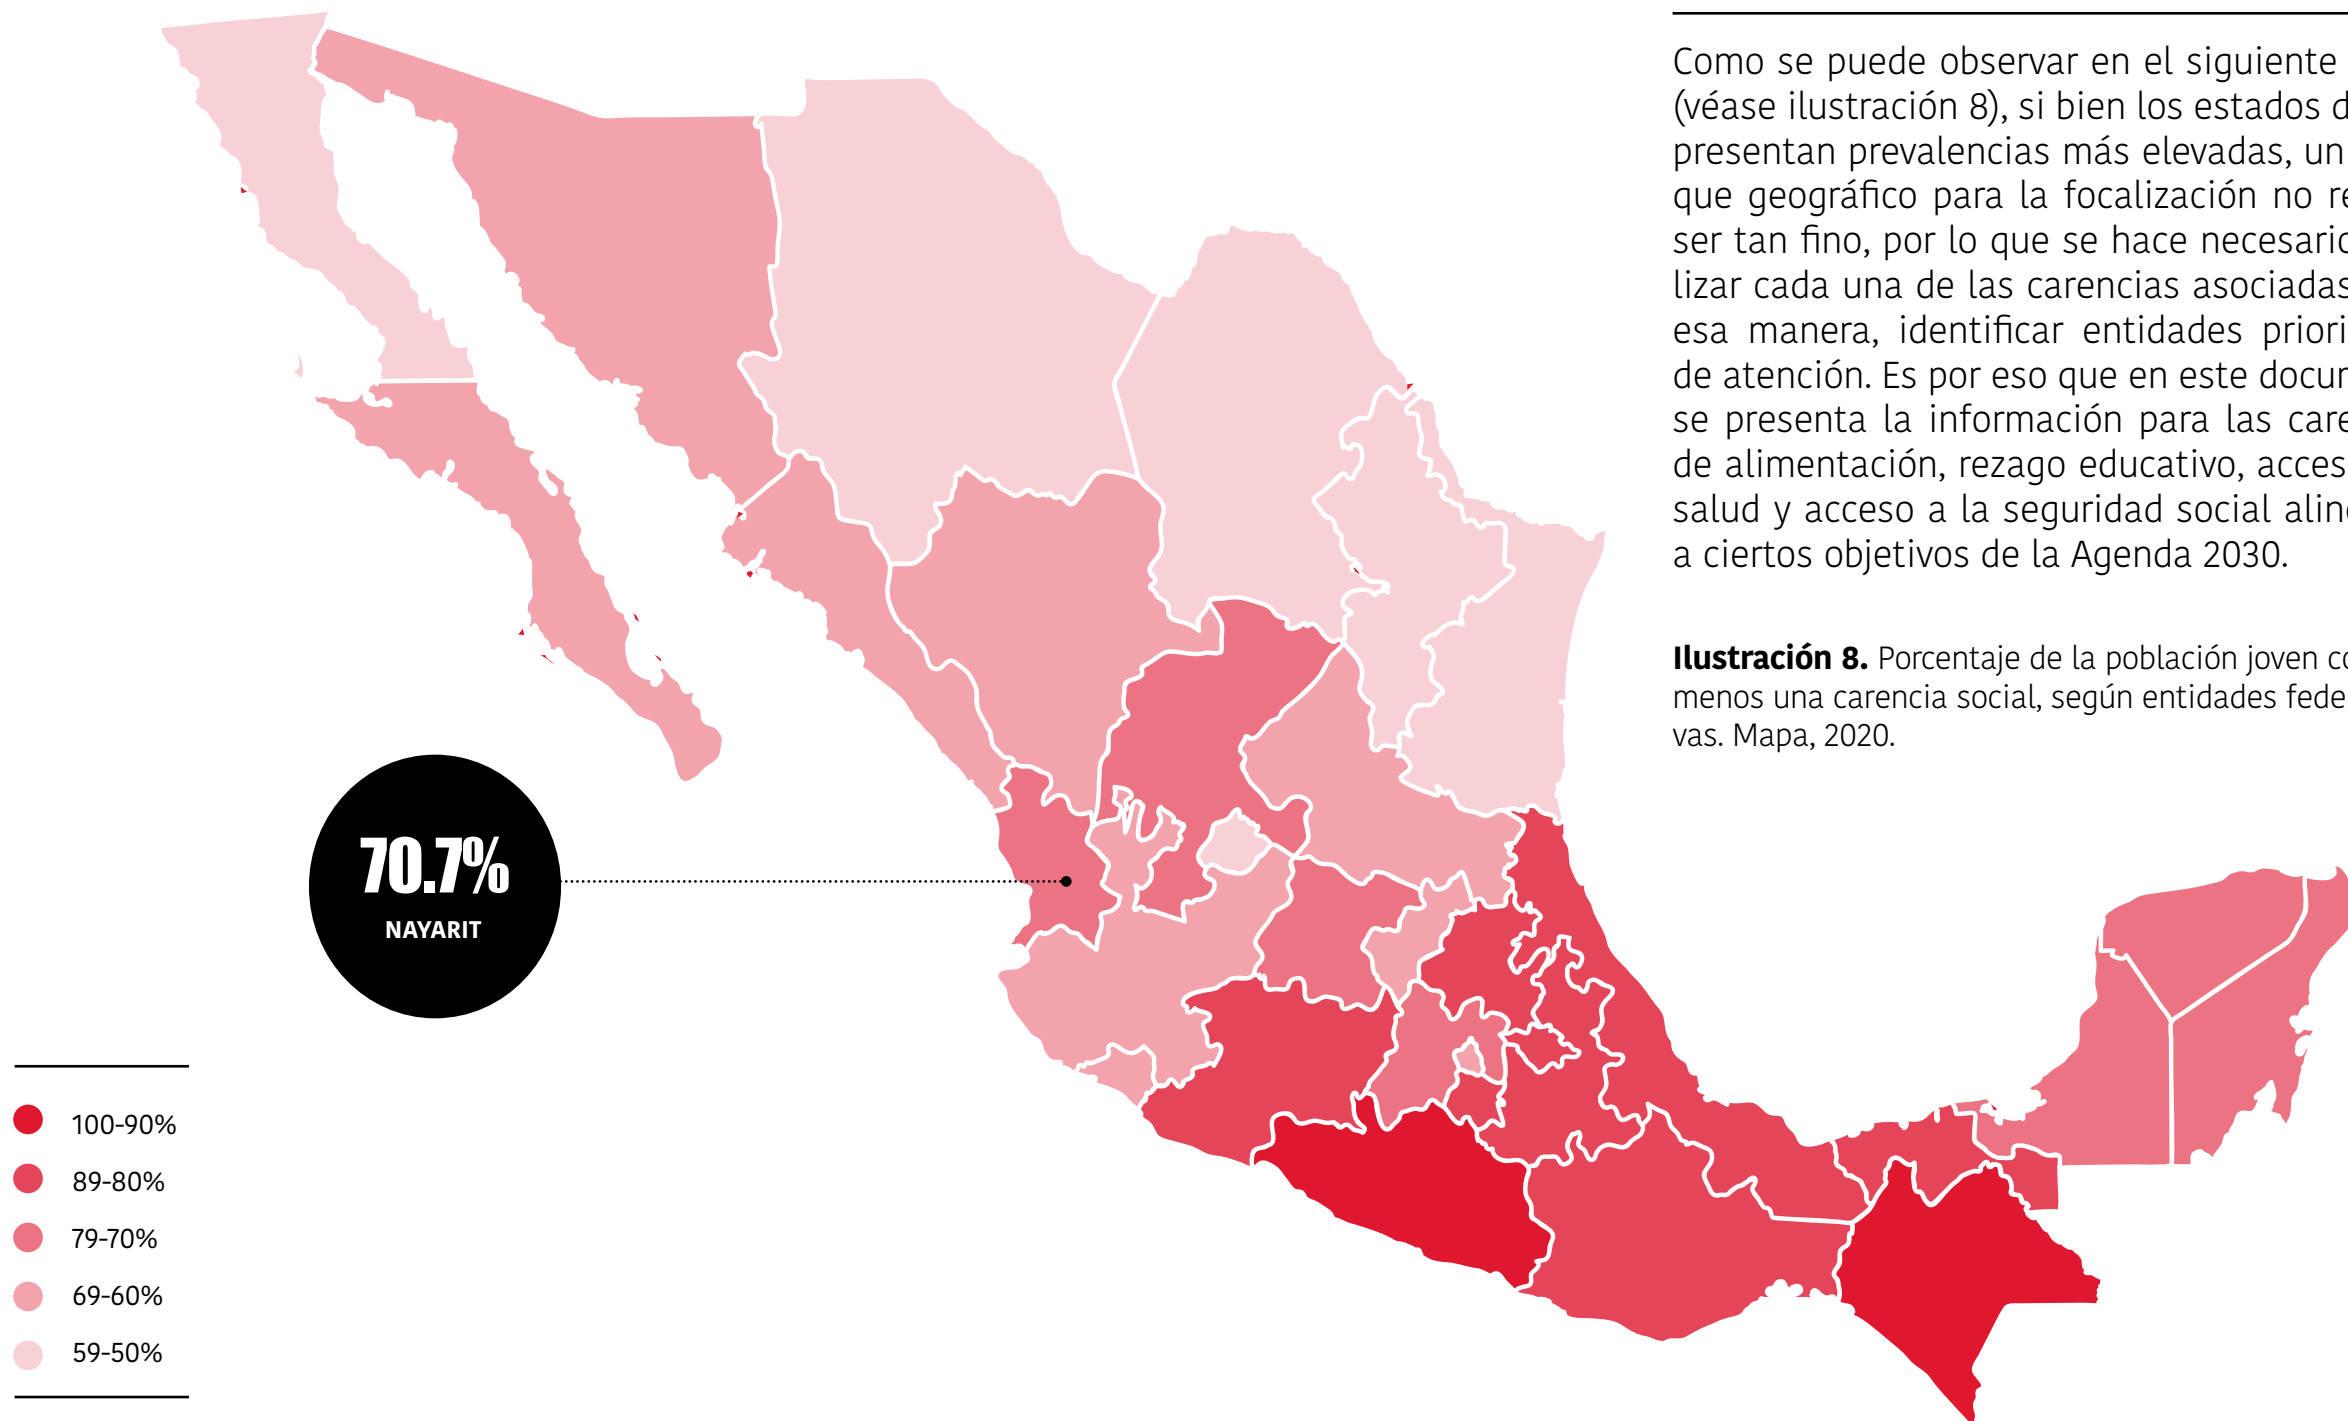 Como se puede observar en el siguiente
(véase ilustración 8), si bien los estados d
presentan prevalencias más elevadas, un
que geográfico para la focalización no re
ser tan fino, por lo que se hace necesario
lizar cada una de las carencias asociadas
esa manera, identificar entidades priori
de atención. Es por eso que en este docu
se presenta la información para las care
de alimentación, rezago educativo, acces
salud y acceso a la seguridad social aline
a ciertos objetivos de la Agenda 2030.
Ilustración 8. Porcentaje de la población joven co
menos una carencia social, según entidades fede
vas. Mapa, 2020.
70.7%
NAYARIT
100-90%
89-80%
79-70%
69-60%
59-50%